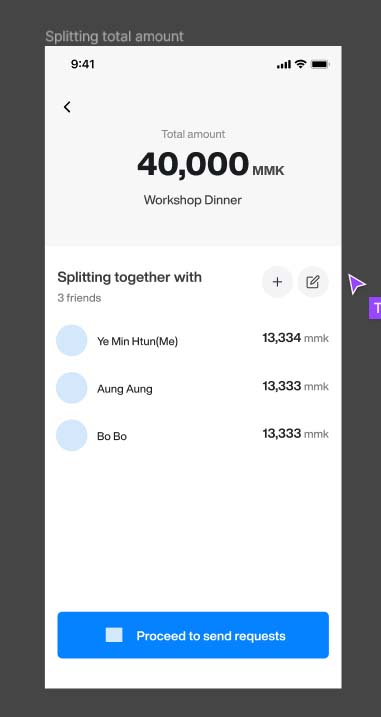 Splitting total amount
9:41
Total amount
40,000 MMK
Workshop Dinner
Splitting together with
3 friends
Ye Min Htun(Me)
13,334 mmk
Aung Aung
13,333 mmk
Bo Bo
13,333 mmk
Proceed to send requests